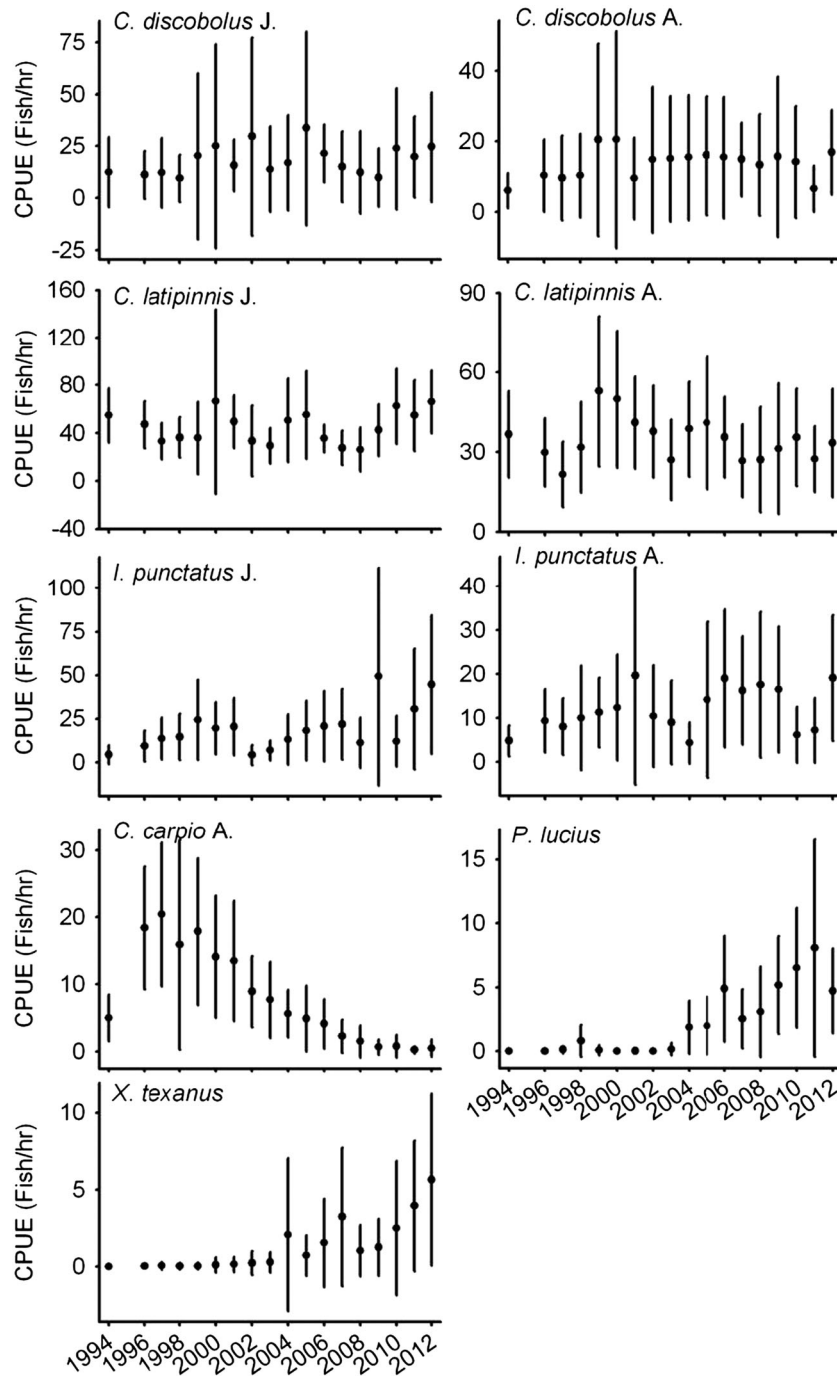 C. discobolus J.
75
50
25
0
-25
CPUE (Fish/hr)
C. discobolus A.
40
20
0
C. latipinnis J.
160
120
80
40
0
-40
CPUE (Fish/hr)
C. latipinnis A.
90
60
30
0
I. punctatus J.
100
75
50
25
0
CPUE (Fish/hr)
I. punctatus A.
40
30
20
10
0
C. carpio A.
30
20
10
0
CPUE (Fish/hr)
P. lucius
15
10
5
0
1994 1996 1998 2000 2002 2004 2006 2008 2010 2012
X. texanus
10
5
0
CPUE (Fish/hr)
1994 1996 1998 2000 2002 2004 2006 2008 2010 2012